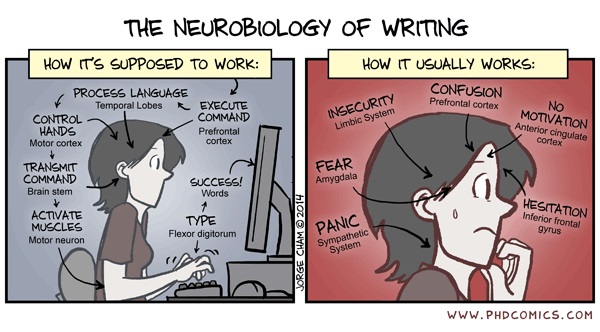 THE NEUROBIOLOGY OF WRITING
HOW IT'S SUPPOSED TO WORK:
EXECUTE
COMMAND
Prefrontal
cortex
PROCESS LANGUAGE
Temporal Lobes
CONTROL
HANDS
Motor cortex
TRANSMIT
COMMAND
Brain stem
ACTIVATE
MUSCLES
Motor neuron
TYPE
Flexor digitorum
SUCCESS!
Words
JORGE CHAM © 2014
HOW IT USUALLY WORKS:
CONFUSION
Prefrontal cortex
INSECURITY
Limbic System
NO
MOTIVATION
Anterior cingulate
cortex
FEAR
Amygdala
HESITATION
Inferior frontal
gyrus
PANIC
Sympathetic
System
WWW.PHDCOMICS.COM